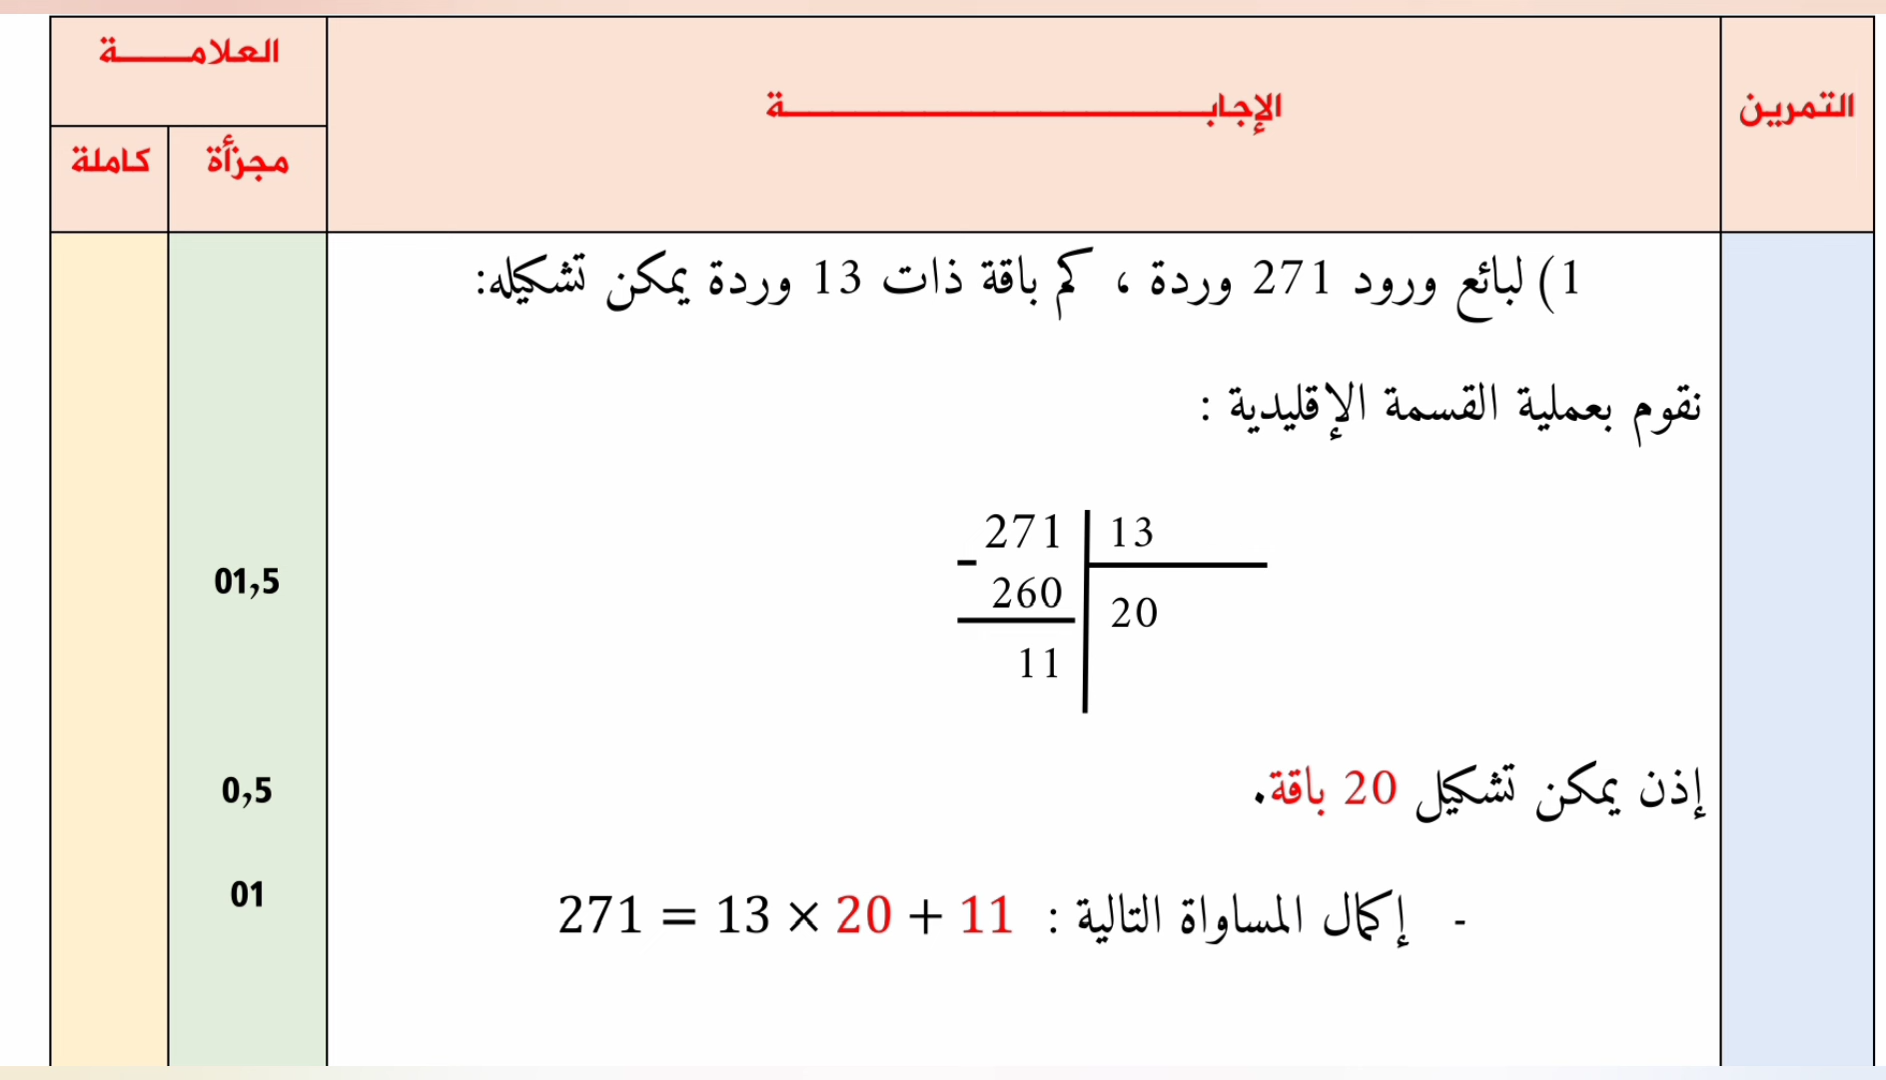 التمرين
الإجابـــــــــــــــــــــــــــــــــــة
العلامـــــــة
مجزأة
كاملة
1) لبائع ورود 271 وردة ، كم باقة ذات 13 وردة يمكن تشكيله:
نقوم بعملية القسمة الإقليدية :
271 13
- 260 20
11
01,5
إذن يمكن تشكيل 20 باقة.
0,5
- إكمال المساواة التالية : 271 = 13 × 20 + 11
01